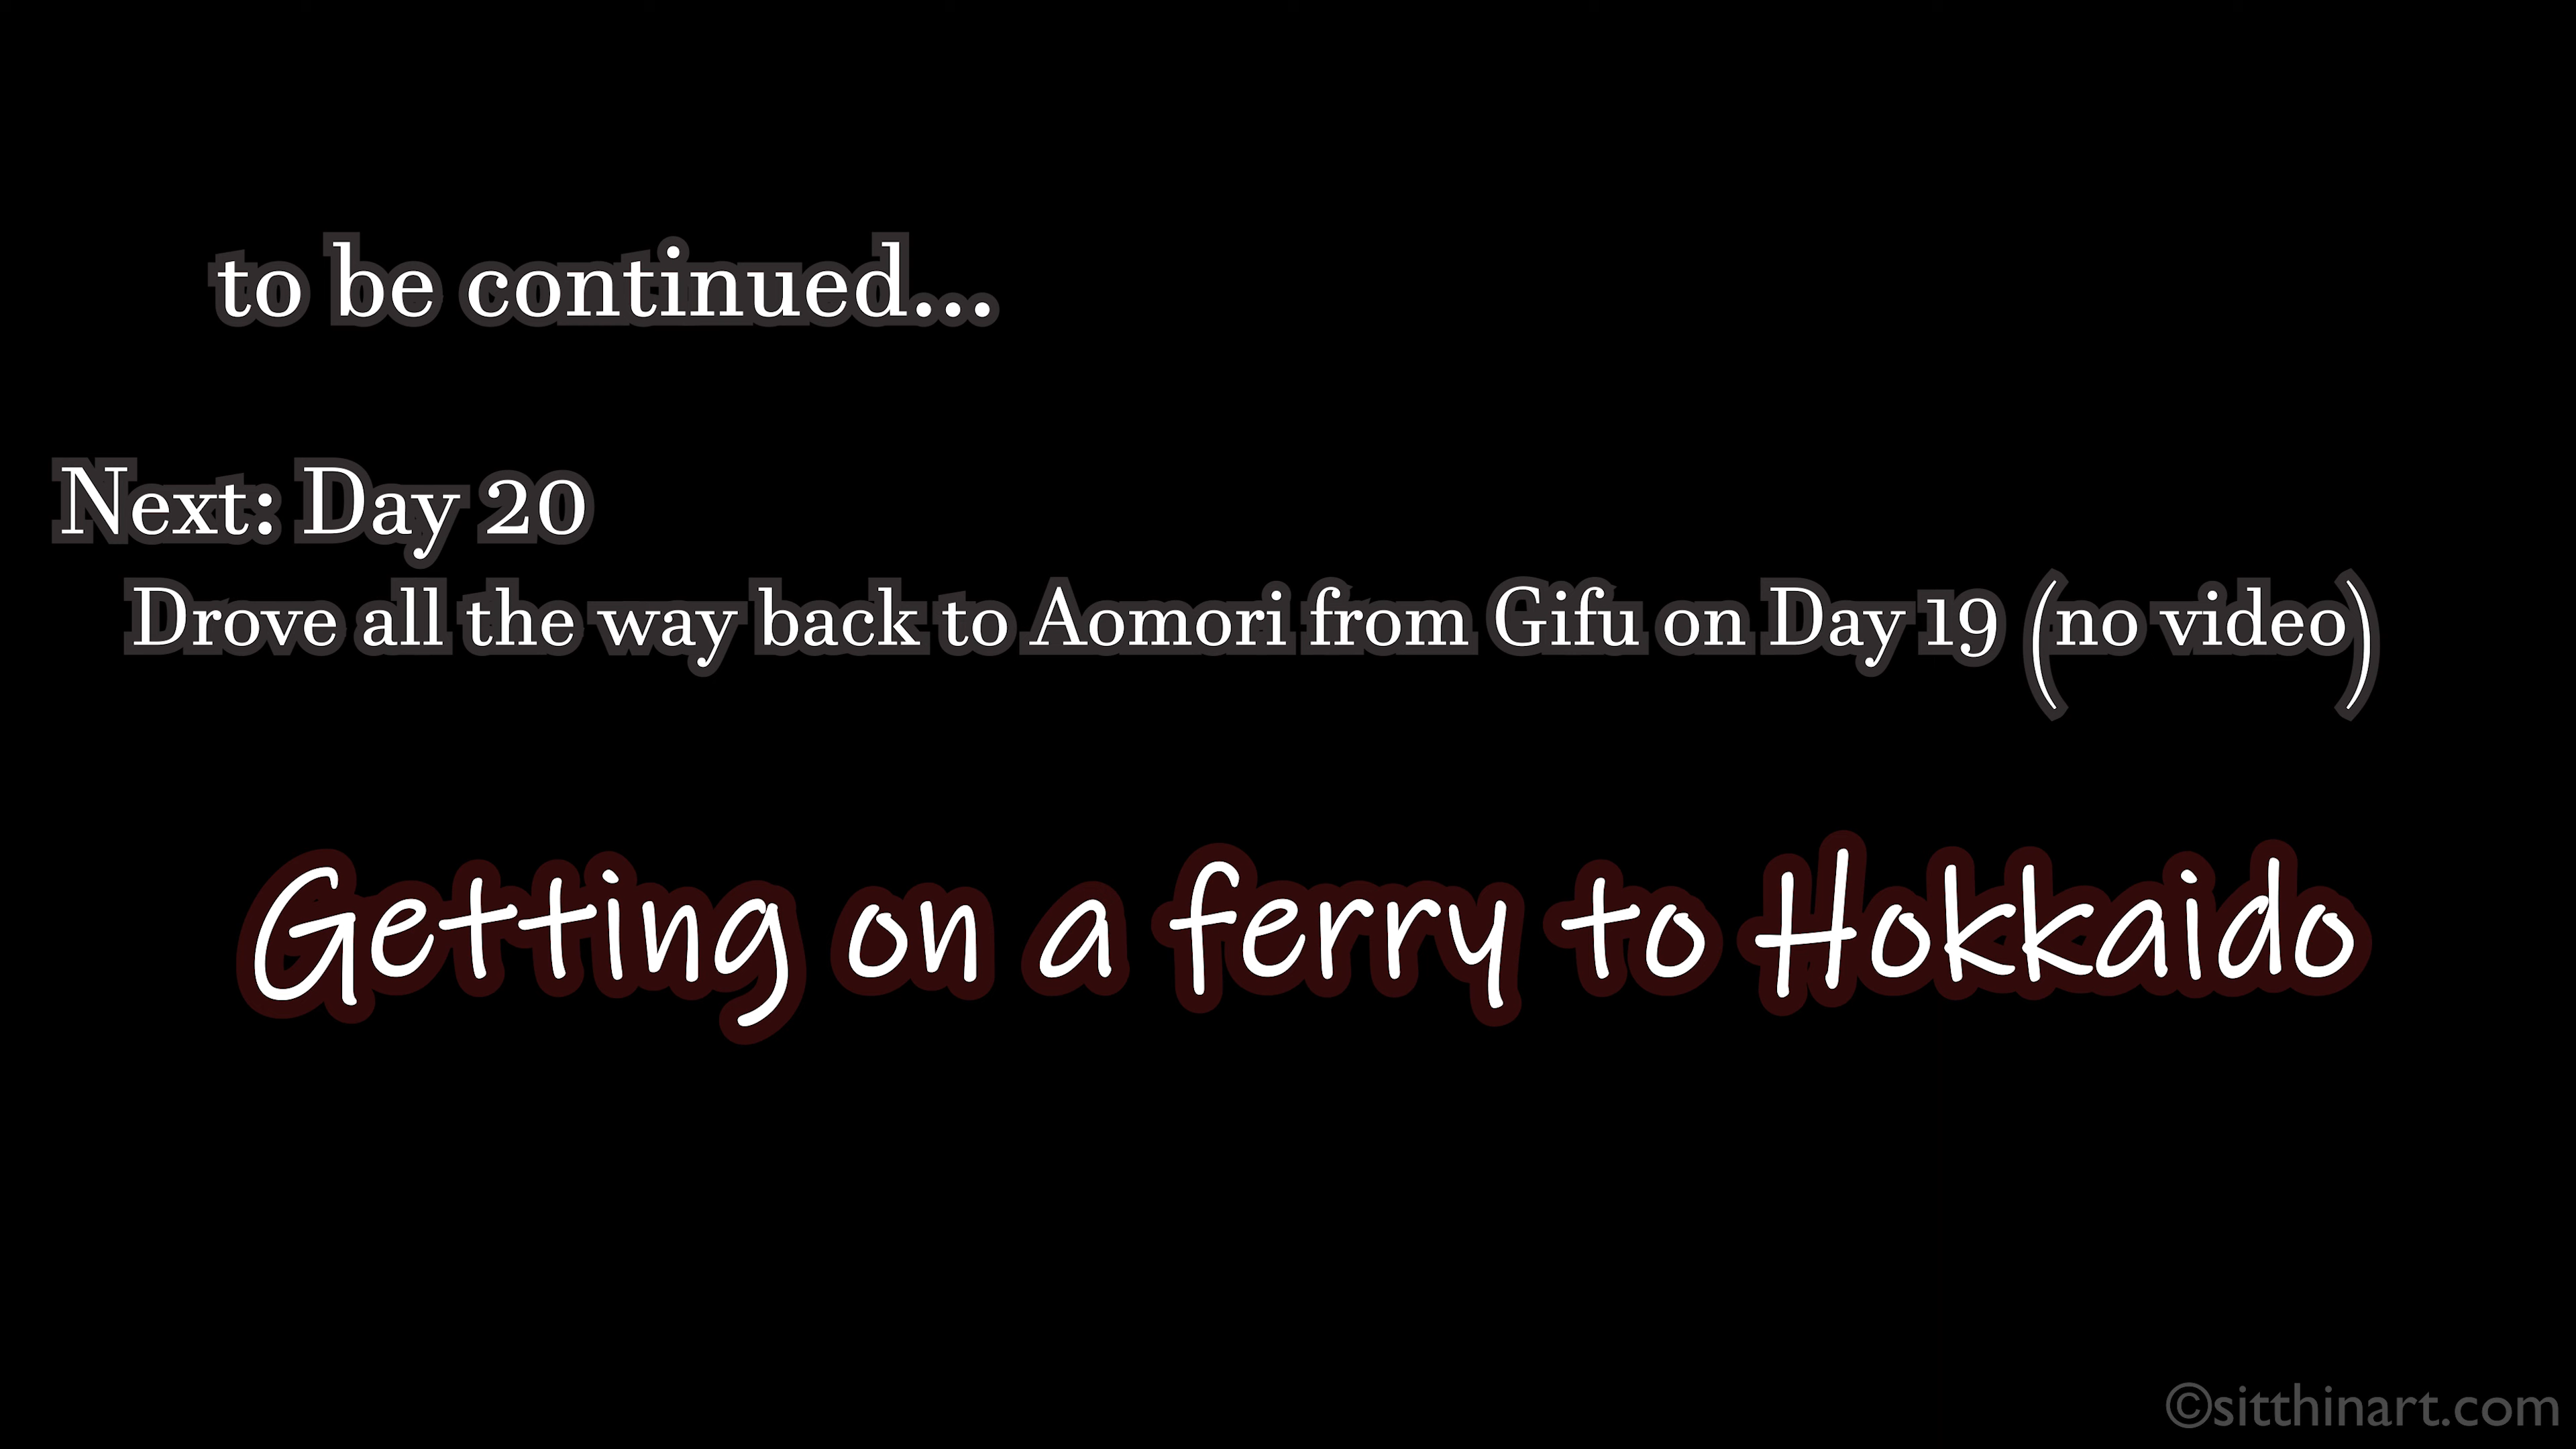 to be continued...
Next: Day 20
Drove all the way back to Aomori from Gifu on Day 19 (no video)
Getting on a ferry to Hokkaido
©sitthinart.com